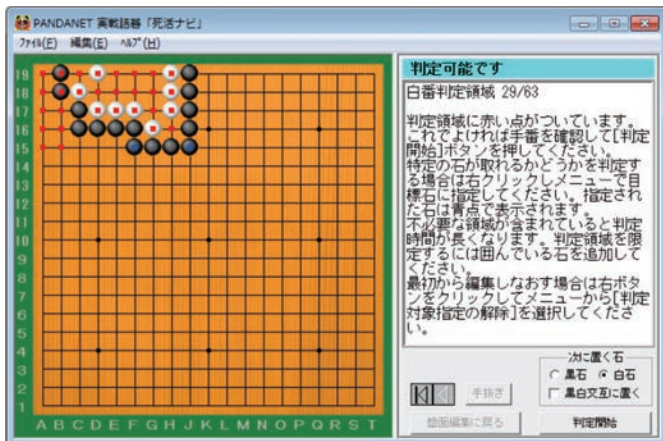 PANDANET 実戦詰碁「死活ナビ」
ファイル(F) 編集(E) ヘルプ(H)
19
18
17
16
15
14
13
12
11
10
9
8
7
6
5
4
3
2
1
A B C D E F G H J K L M N O P Q R S T
判定可能です
白番判定領域 29/63
判定領域に赤い点がついています。
これでよければ手番を確認して[判定
開始]ボタンを押してください。
特定の石が取れるかどうかを判定す
る場合は右クリックしメニューで目
標石に指定してください。指定され
た石は青点で表示されます。
不必要な領域が含まれていると判定
時間が長くなります。判定領域を限
定するには囲んでいる石を追加して
ください。
最初から編集しなおす場合は右ボタ
ンをクリックしてメニューから[判定
対象指定の解除]を選択してくださ
い。
次に置く石
黒石 白石
黒白交互に置く
手抜き
盤面編集に戻る 判定開始